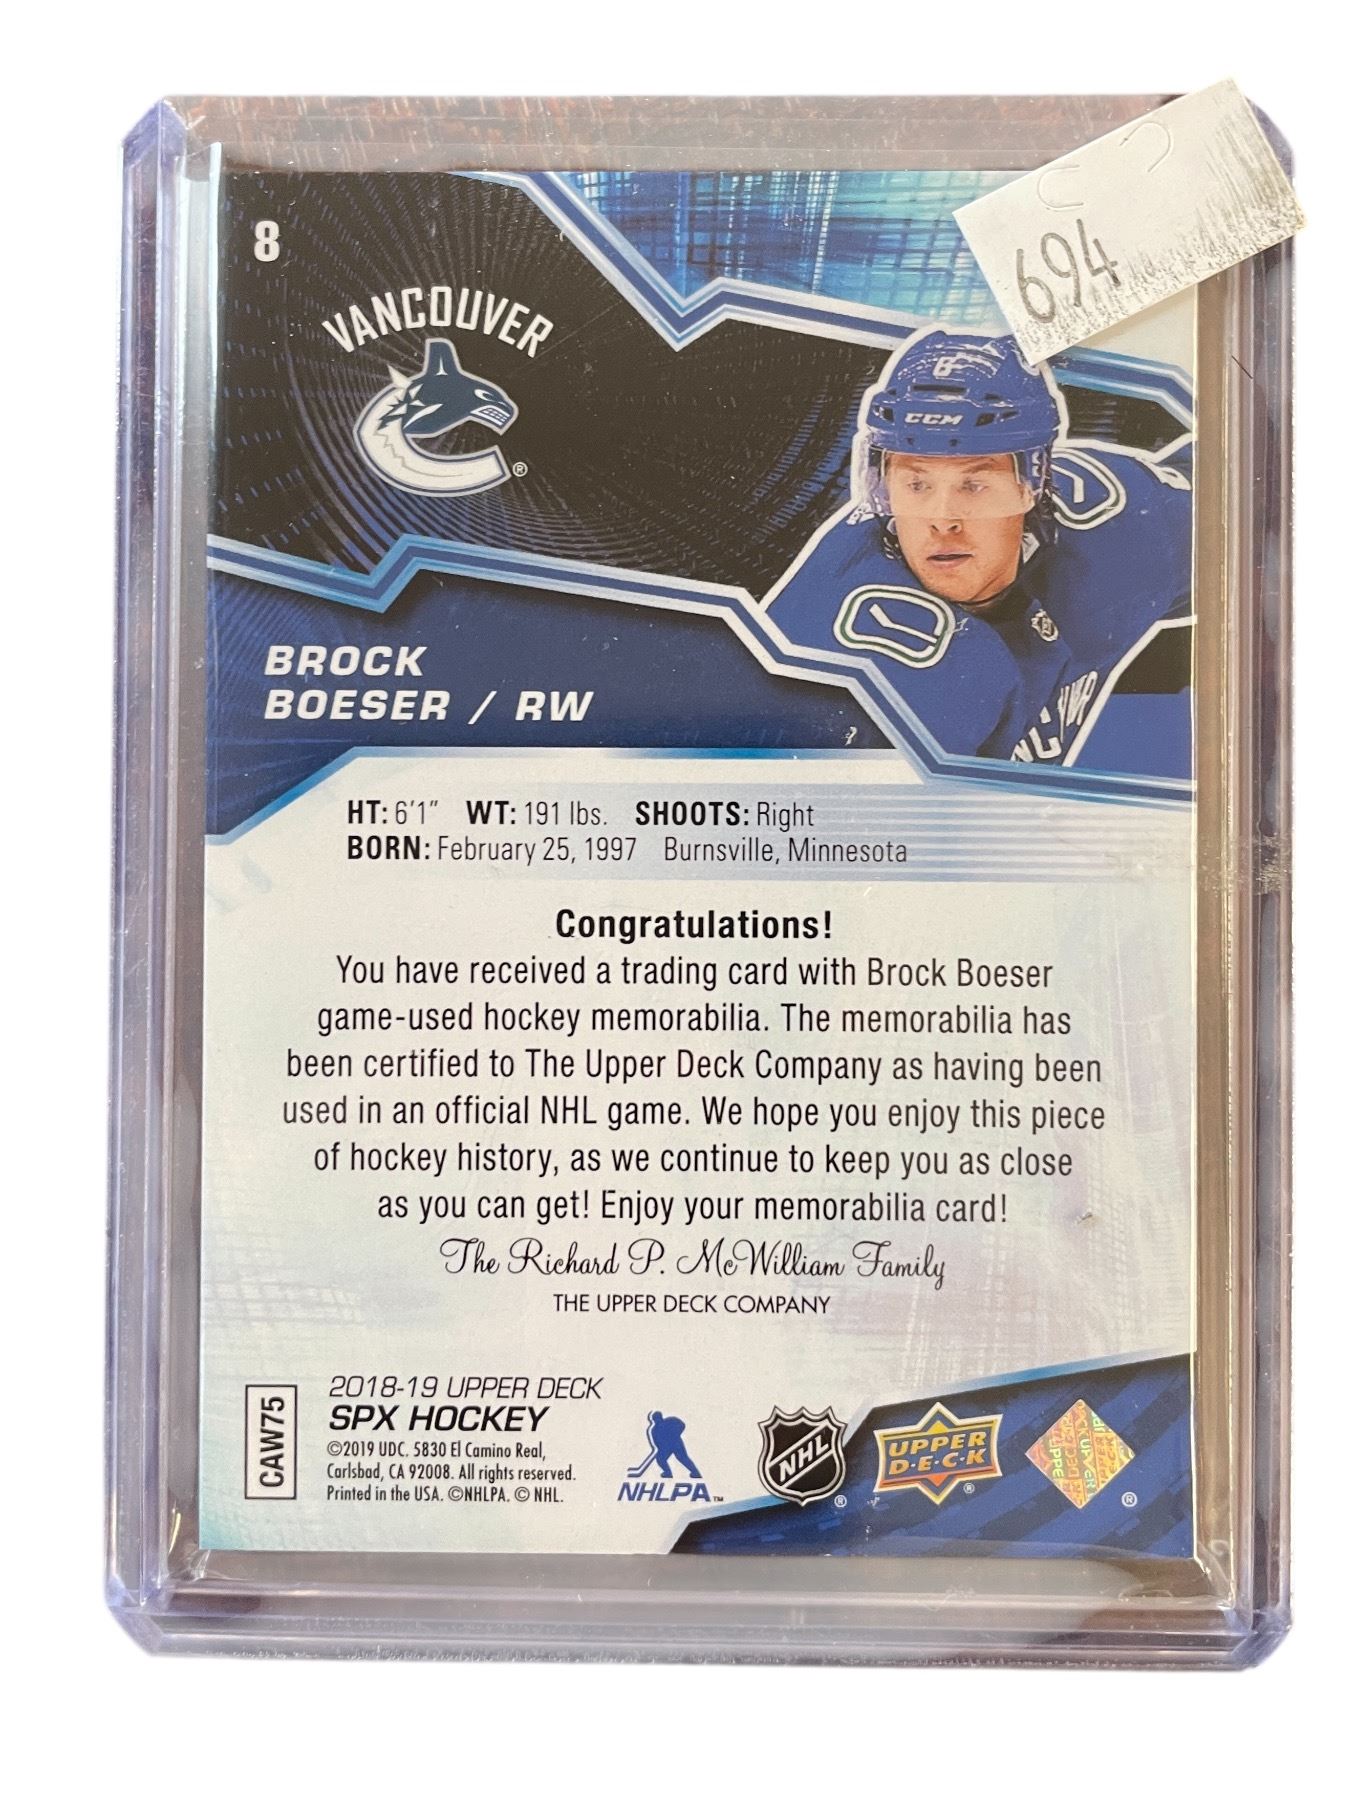 694
8
VANCOUVER
®
6
CCM
BROCK
BOESER / RW
HT: 6'1" WT: 191 lbs. SHOOTS: Right
BORN: February 25, 1997 Burnsville, Minnesota
Congratulations!
You have received a trading card with Brock Boeser
game-used hockey memorabilia. The memorabilia has
been certified to The Upper Deck Company as having been
used in an official NHL game. We hope you enjoy this piece
of hockey history, as we continue to keep you as close
as you can get! Enjoy your memorabilia card!
The Richard P. McWilliam Family
THE UPPER DECK COMPANY
CAW75
2018-19 UPPER DECK
SPX HOCKEY
©2019 UDC. 5830 El Camino Real,
Carlsbad, CA 92008. All rights reserved.
Printed in the USA. ©NHLPA. © NHL.
NHLPA™
NHL ®
UPPER
D·E·C·K ®
®